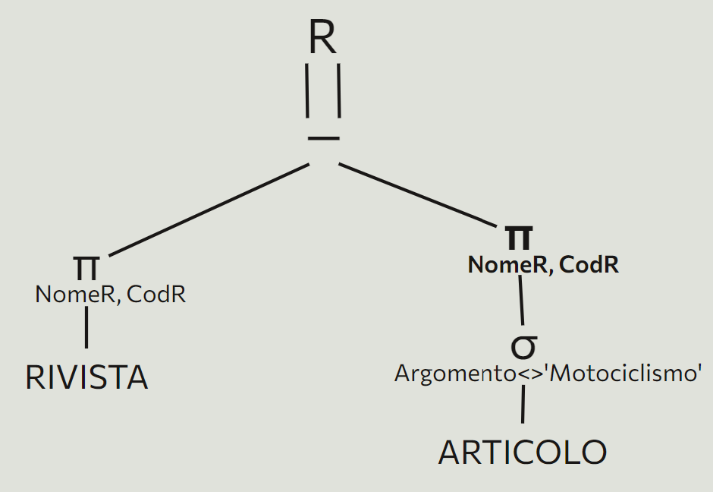 R
−
π
NomeR, CodR
RIVISTA
π
NomeR, CodR
σ
Argomento<>'Motociclismo'
ARTICOLO